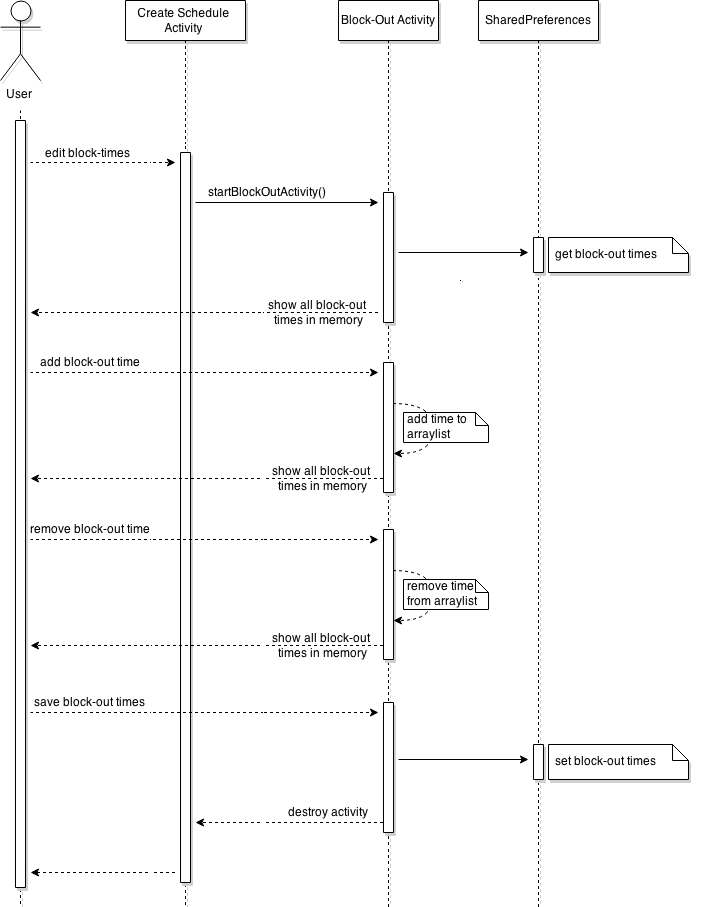 Create Schedule
Activity
Block-Out Activity
SharedPreferences
User
edit block-times
startBlockOutActivity()
get block-out times
show all block-out
times in memory
add block-out time
add time to
arraylist
show all block-out
times in memory
remove block-out time
remove time
from arraylist
show all block-out
times in memory
save block-out times
set block-out times
destroy activity